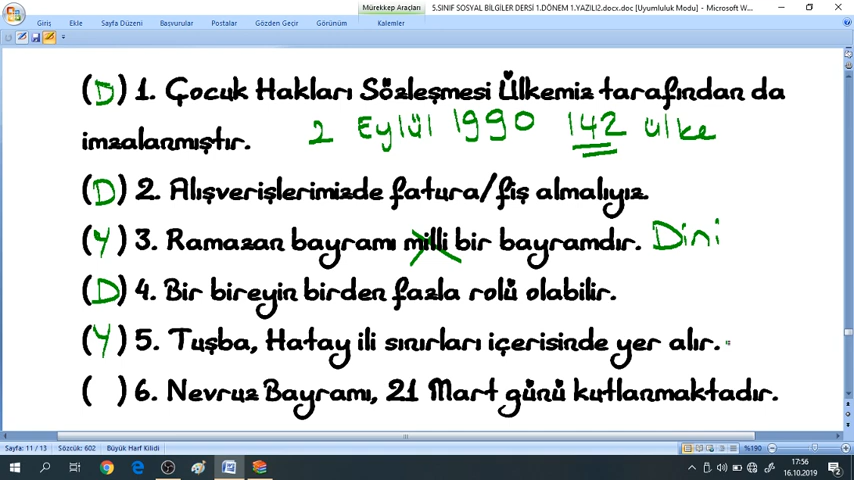 Mürekkep Araçları
5.SINIF SOSYAL BİLGİLER DERSİ 1.DÖNEM 1.YAZILI2.docx.doc [Uyumluluk Modu] - Microsoft W...
Giriş Ekle Sayfa Düzeni Başvurular Postalar Gözden Geçir Görünüm Kalemler
(D) 1. Çocuk Hakları Sözleşmesi Ülkemiz tarafından da
imzalanmıştır. 2 Eylül 1990 142 ülke
(D) 2. Alışverişlerimizde fatura/fiş almalıyız.
(Y) 3. Ramazan bayramı milli bir bayramdır. Dini
(D) 4. Bir bireyin birden fazla rolü olabilir.
(Y) 5. Tuşba, Hatay ili sınırları içerisinde yer alır.
( ) 6. Nevruz Bayramı, 21 Mart günü kutlanmaktadır.
Sayfa: 11 / 13 Sözcük: 602 Büyük Harf Kilidi %190
17:56
16.10.2019
2